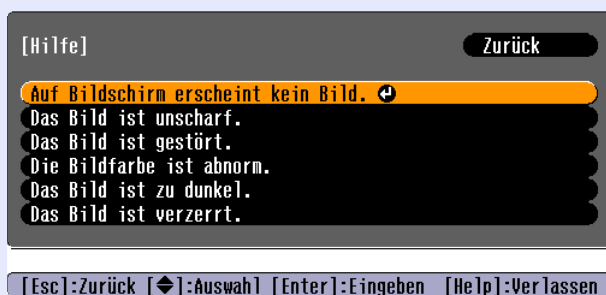 [Hilfe] Zurück
Auf Bildschirm erscheint kein Bild.
Das Bild ist unscharf.
Das Bild ist gestört.
Die Bildfarbe ist abnorm.
Das Bild ist zu dunkel.
Das Bild ist verzerrt.
[Esc]:Zurück [◆]:Auswahl [Enter]:Eingeben [Help]:Verlassen